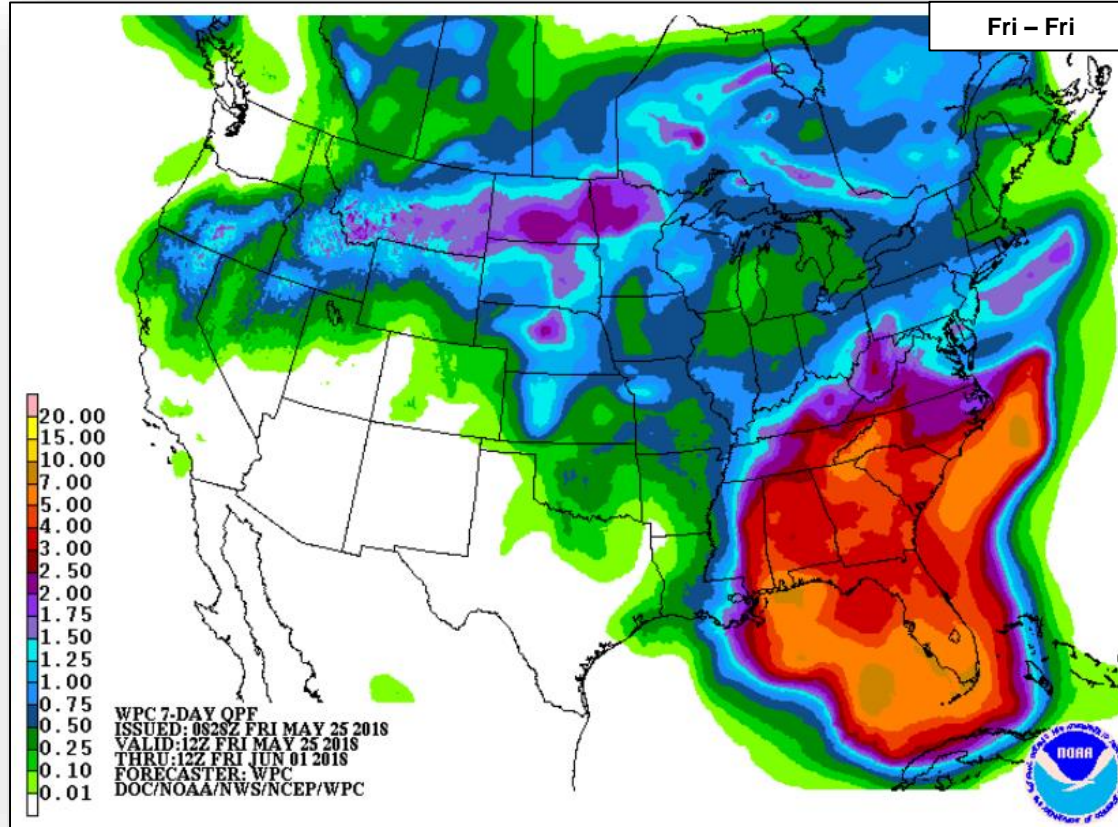 Fri – Fri
20.00
15.00
10.00
7.00
5.00
4.00
3.00
2.50
2.00
1.75
1.50
1.25
1.00
0.75
0.50
0.25
0.10
0.01
WPC 7-DAY QPF
ISSUED: 0828Z FRI MAY 25 2018
VALID:12Z FRI MAY 25 2018
THRU:12Z FRI JUN 01 2018
FORECASTER: WPC
DOC/NOAA/NWS/NCEP/WPC
NOAA